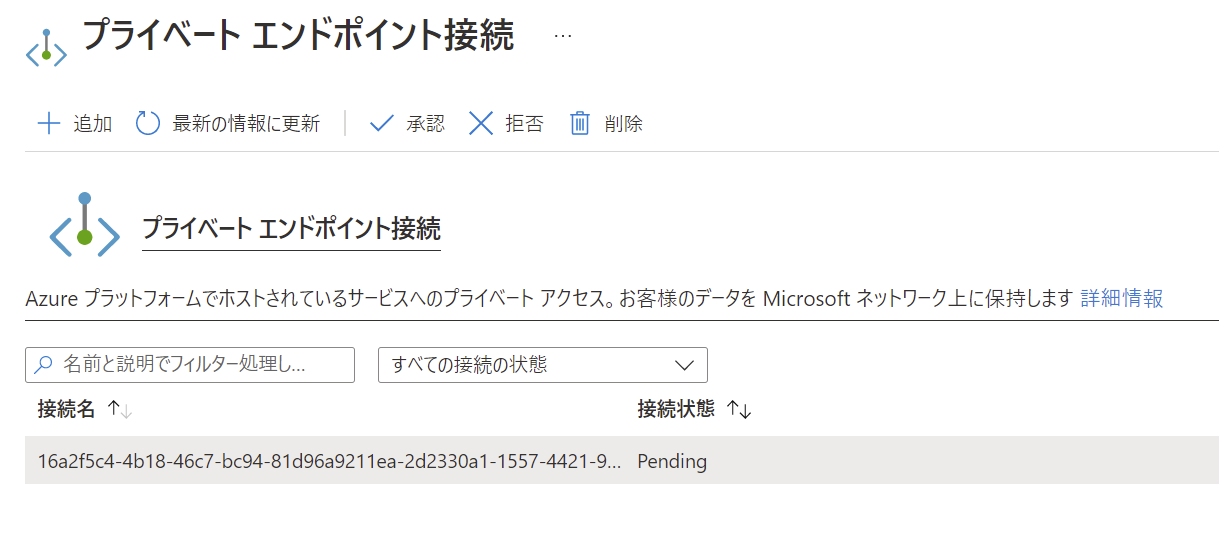 プライベート エンドポイント接続 …
追加 最新の情報に更新 承認 拒否 削除
プライベート エンドポイント接続
Azure プラットフォームでホストされているサービスへのプライベート アクセス。お客様のデータを Microsoft ネットワーク上に保持します 詳細情報
名前と説明でフィルター処理し... すべての接続の状態
接続名 ↑↓ 接続状態 ↑↓
16a2f5c4-4b18-46c7-bc94-81d96a9211ea-2d2330a1-1557-4421-9... Pending